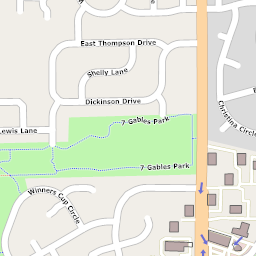 East Thompson Drive
Shelly Lane
Dickinson Drive
Christina Circle
7 Gables Park
Lewis Lane
7 Gables Park
Winners Cup Circle